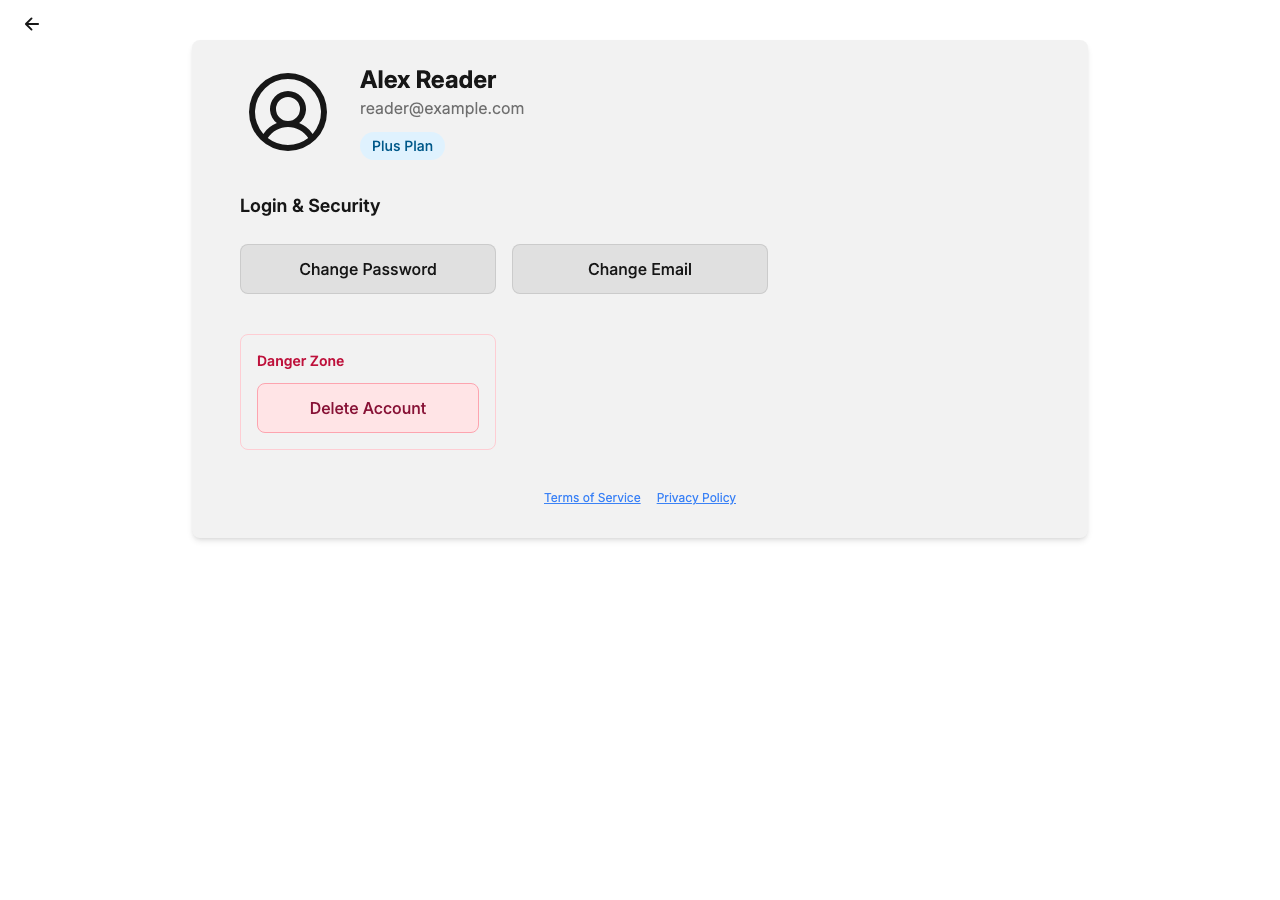 Alex Reader
reader@example.com
Plus Plan
Login & Security
Change Password
Change Email
Danger Zone
Delete Account
Terms of Service
Privacy Policy